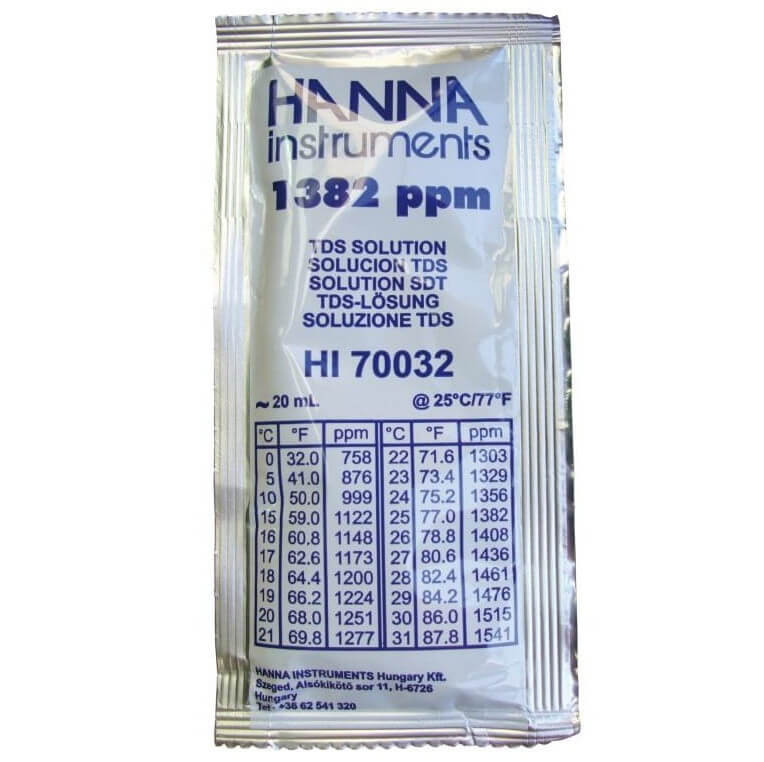 HANNA
instruments
1382 ppm
TDS SOLUTION
SOLUCION TDS
SOLUTION SDT
TDS-LÖSUNG
SOLUZIONE TDS
HI 70032
~ 20 mL @ 25°C/77°F
°C °F ppm °C °F ppm
0 32.0 758 22 71.6 1303
5 41.0 876 23 73.4 1329
10 50.0 999 24 75.2 1356
15 59.0 1122 25 77.0 1382
16 60.8 1148 26 78.8 1408
17 62.6 1173 27 80.6 1436
18 64.4 1200 28 82.4 1461
19 66.2 1224 29 84.2 1476
20 68.0 1251 30 86.0 1515
21 69.8 1277 31 87.8 1541
HANNA INSTRUMENTS Hungary Kft.
Szeged, Alsókikötő sor 11, H-6726
Hungary
Tel: +36 62 541 320